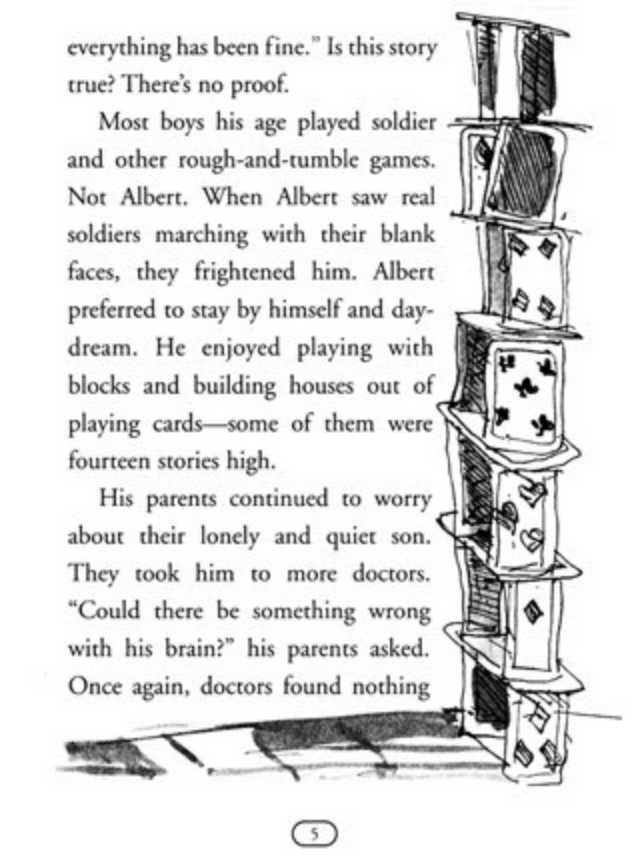 everything has been fine.” Is this story
true? There’s no proof.
Most boys his age played soldier
and other rough-and-tumble games.
Not Albert. When Albert saw real
soldiers marching with their blank
faces, they frightened him. Albert
preferred to stay by himself and day-
dream. He enjoyed playing with
blocks and building houses out of
playing cards—some of them were
fourteen stories high.
His parents continued to worry
about their lonely and quiet son.
They took him to more doctors.
“Could there be something wrong
with his brain?” his parents asked.
Once again, doctors found nothing
5